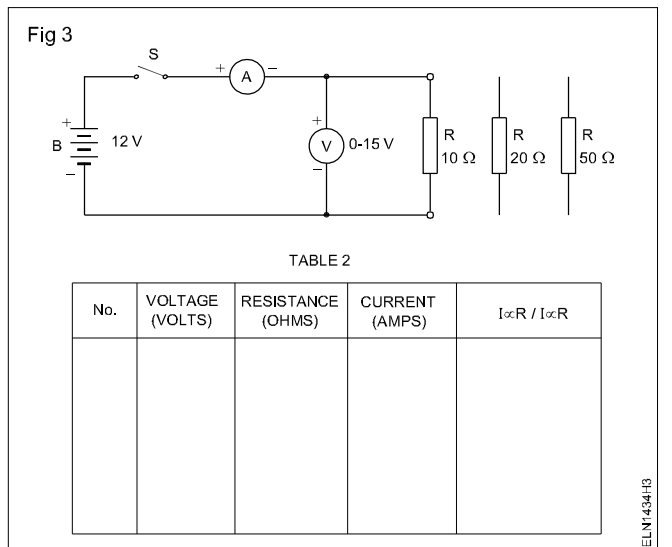 Fig 3
S
+ A –
B + – 12 V
+ V – 0-15 V
R
10 Ω
R
20 Ω
R
50 Ω
TABLE 2
No.
VOLTAGE
(VOLTS)
RESISTANCE
(OHMS)
CURRENT
(AMPS)
I∝R / I∝R
ELN1434H3